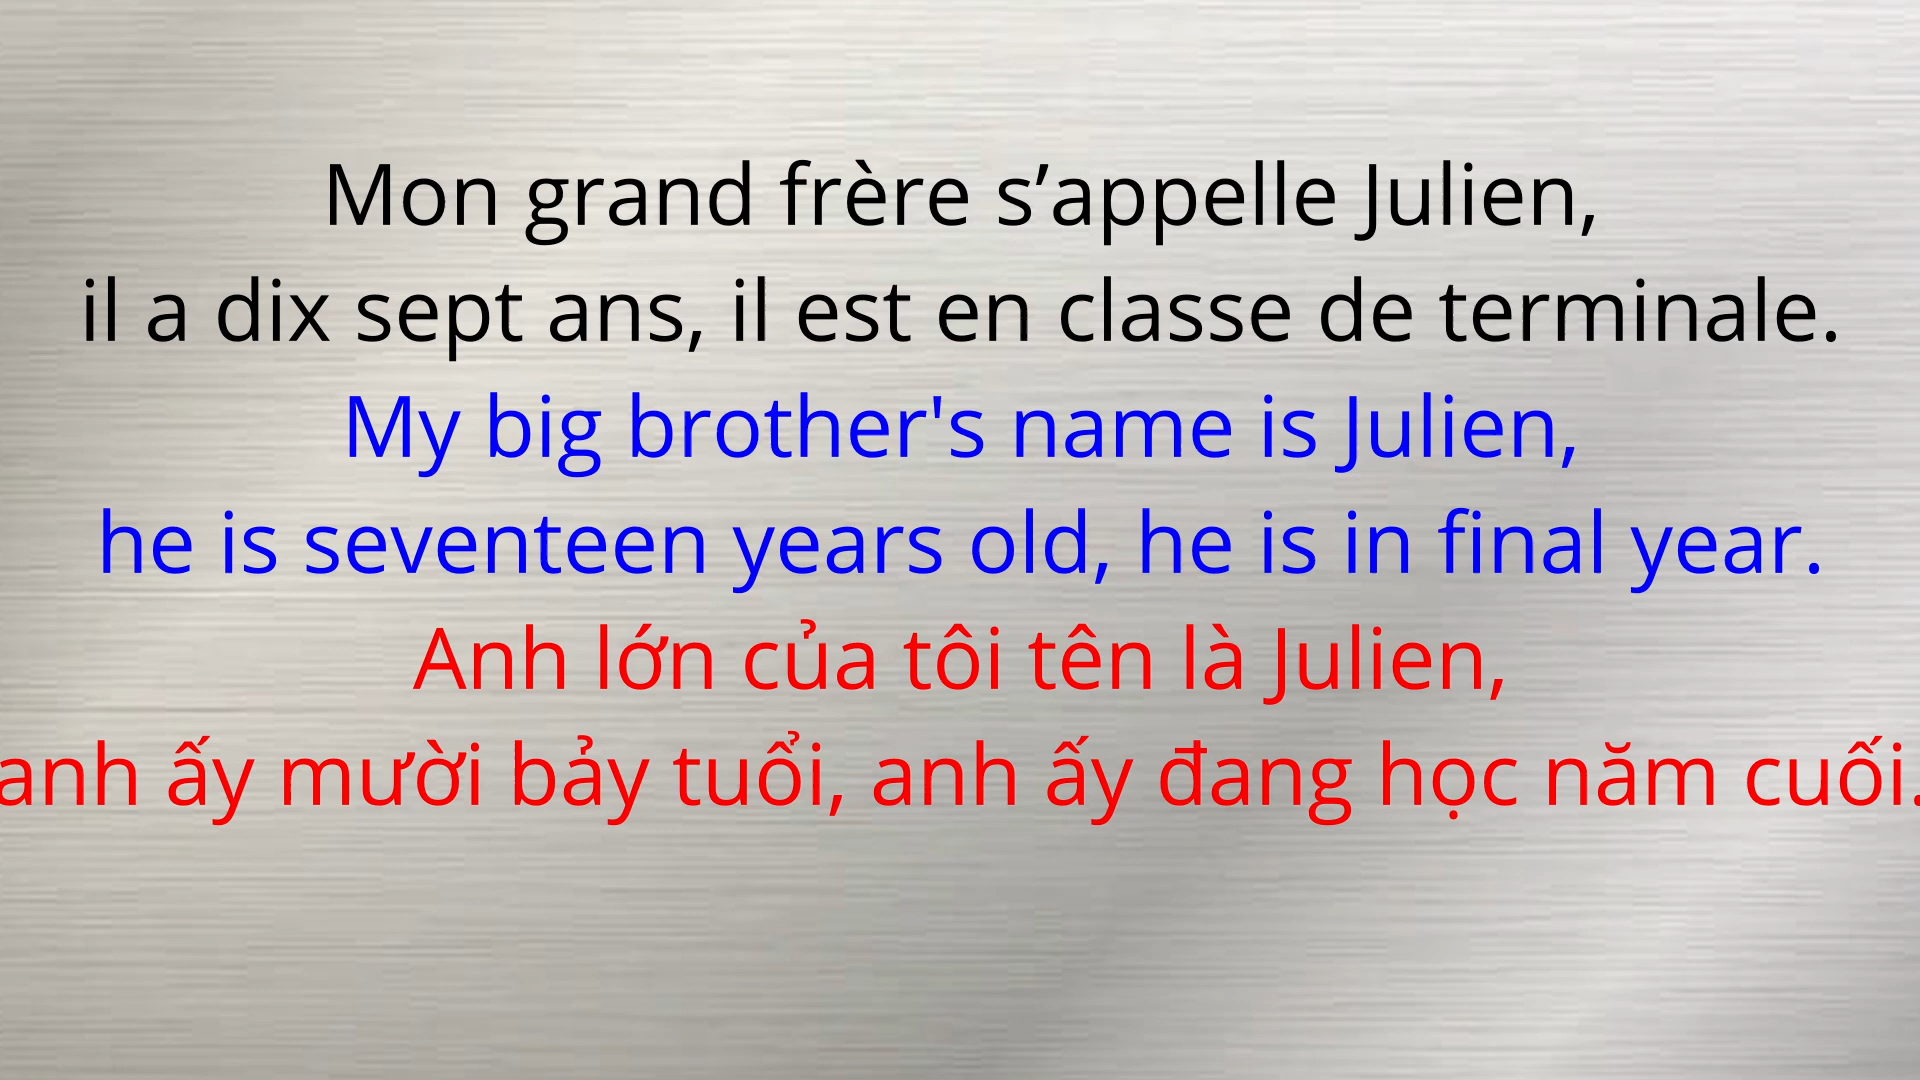 Mon grand frère s’appelle Julien,
il a dix sept ans, il est en classe de terminale.
My big brother's name is Julien,
he is seventeen years old, he is in final year.
Anh lớn của tôi tên là Julien,
anh ấy mười bảy tuổi, anh ấy đang học năm cuối.